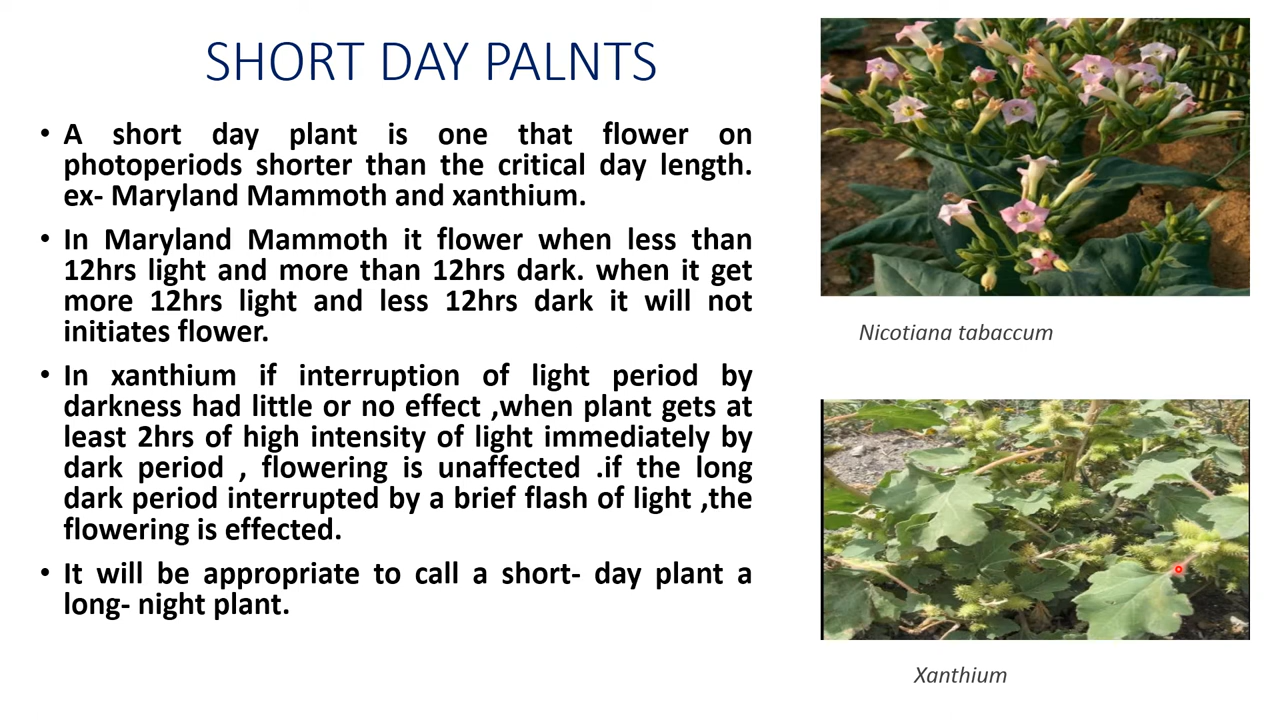 SHORT DAY PALNTS
• A short day plant is one that flower on
photoperiods shorter than the critical day length.
ex- Maryland Mammoth and xanthium.
• In Maryland Mammoth it flower when less than
12hrs light and more than 12hrs dark. when it get
more 12hrs light and less 12hrs dark it will not
initiates flower.
• In xanthium if interruption of light period by
darkness had little or no effect ,when plant gets at
least 2hrs of high intensity of light immediately by
dark period , flowering is unaffected .if the long
dark period interrupted by a brief flash of light ,the
flowering is effected.
• It will be appropriate to call a short- day plant a
long- night plant.
Nicotiana tabaccum
Xanthium